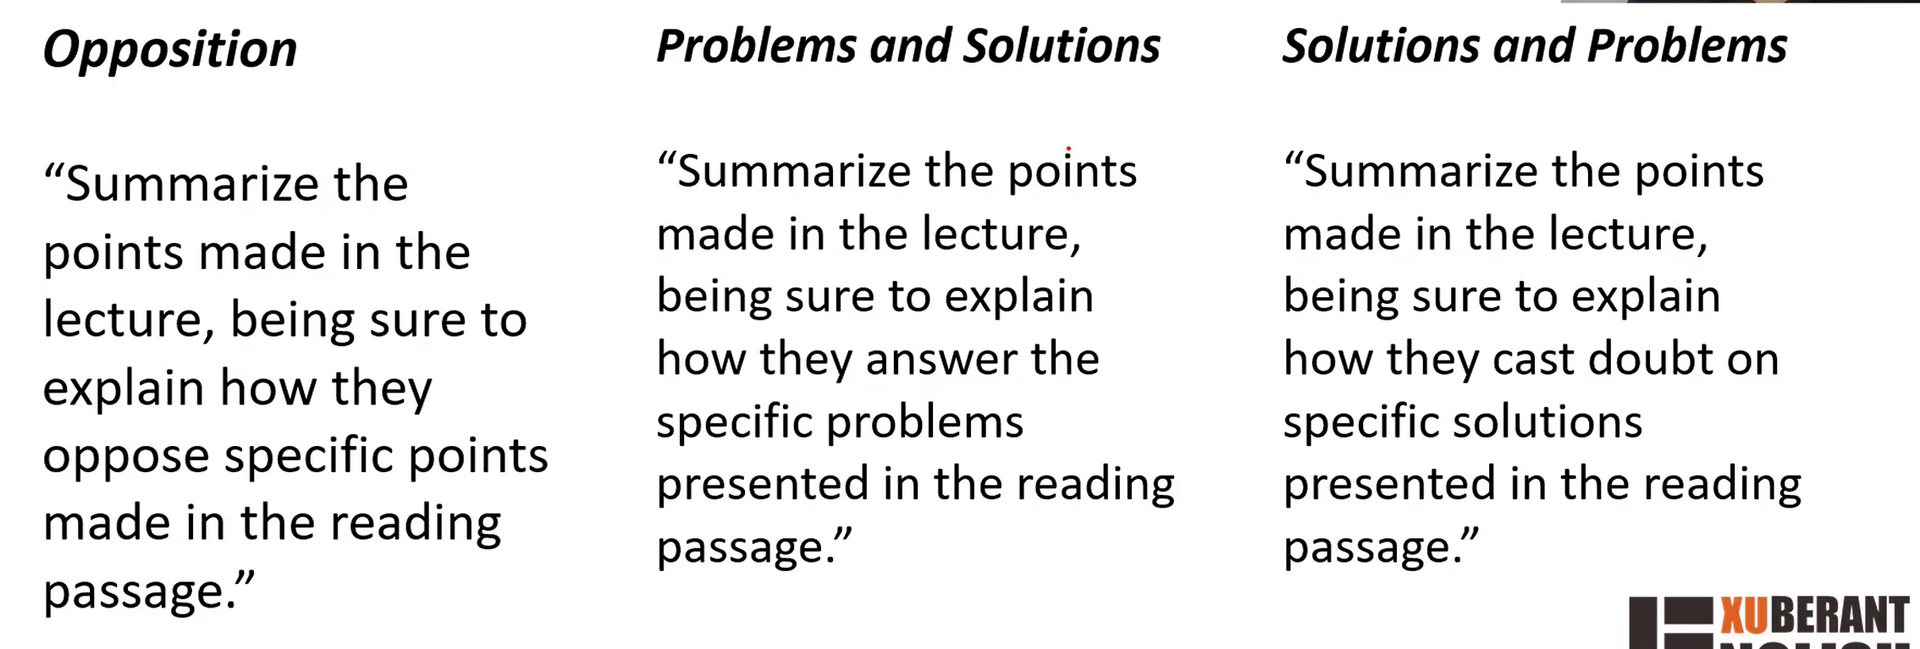 Opposition
"Summarize the
points made in the
lecture, being sure to
explain how they
oppose specific points
made in the reading
passage."
Problems and Solutions
"Summarize the points
made in the lecture,
being sure to explain
how they answer the
specific problems
presented in the reading
passage."
Solutions and Problems
"Summarize the points
made in the lecture,
being sure to explain
how they cast doubt on
specific solutions
presented in the reading
passage."
EXUBERANT